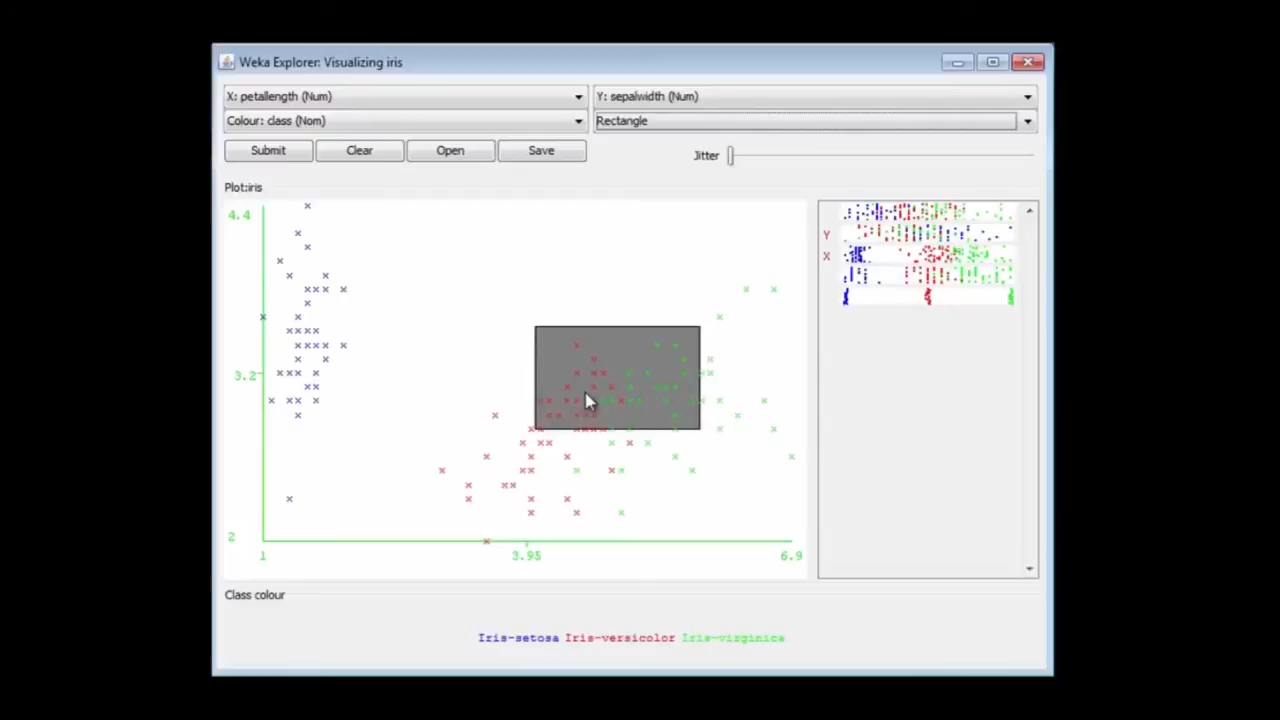 Weka Explorer: Visualizing iris
X: petallength (Num)
Y: sepalwidth (Num)
Colour: class (Nom)
Rectangle
Submit
Clear
Open
Save
Jitter
Plot:iris
4.4
Y
X
3.2
2
1
3.95
6.9
Class colour
Iris-setosa Iris-versicolor Iris-virginica